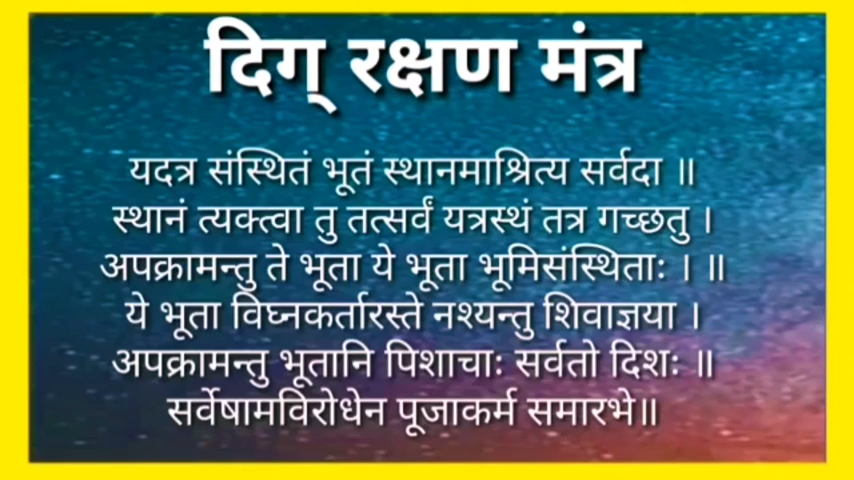 दिग् रक्षण मंत्र
यदत्र संस्थितं भूतं स्थानमाश्रित्य सर्वदा ॥
स्थानं त्यक्त्वा तु तत्सर्वं यत्रस्थं तत्र गच्छतु ।
अपक्रामन्तु ते भूता ये भूता भूमिसंस्थिताः । ॥
ये भूता विघ्नकर्तारस्ते नश्यन्तु शिवाज्ञया ।
अपक्रामन्तु भूतानि पिशाचाः सर्वतो दिशः ॥
सर्वेषामविरोधेन पूजाकर्म समारभे॥